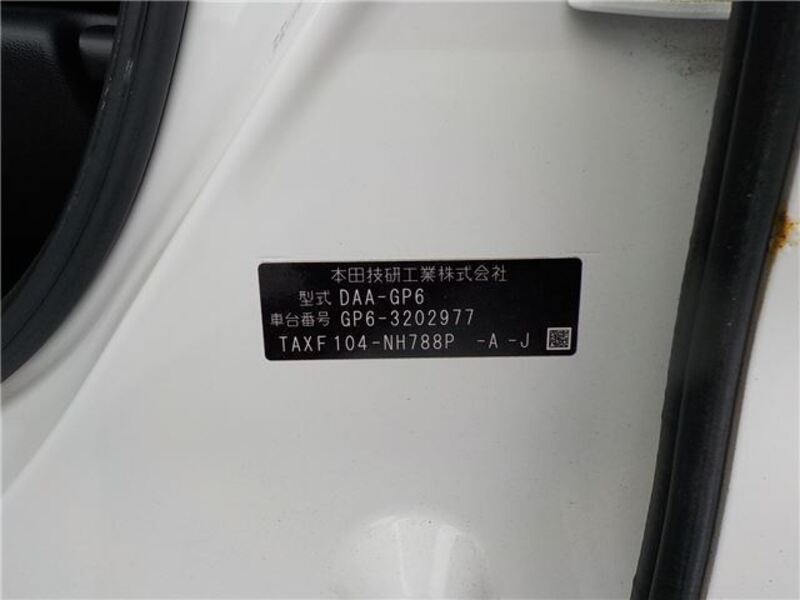 本田技研工業株式会社
型式 DAA-GP6
車台番号 GP6-3202977
TAXF104-NH788P -A -J